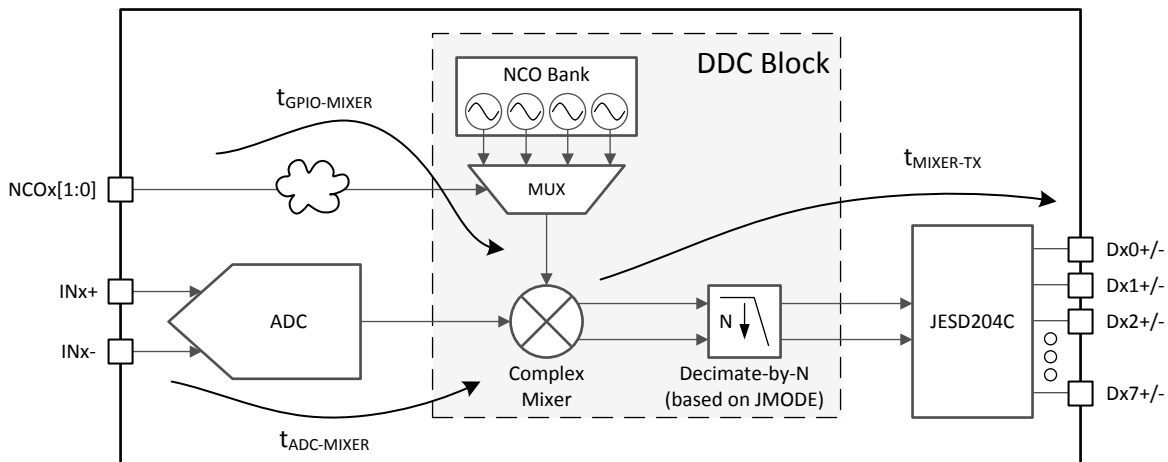 NCO Bank
DDC Block
tGPIO-MIXER
tMIXER-TX
NCOx[1:0]
MUX
Dx0+/-
INx+
Dx1+/-
ADC
N
JESD204C
Dx2+/-
INx-
Complex
Mixer
Decimate-by-N
(based on JMODE)
Dx7+/-
tADC-MIXER